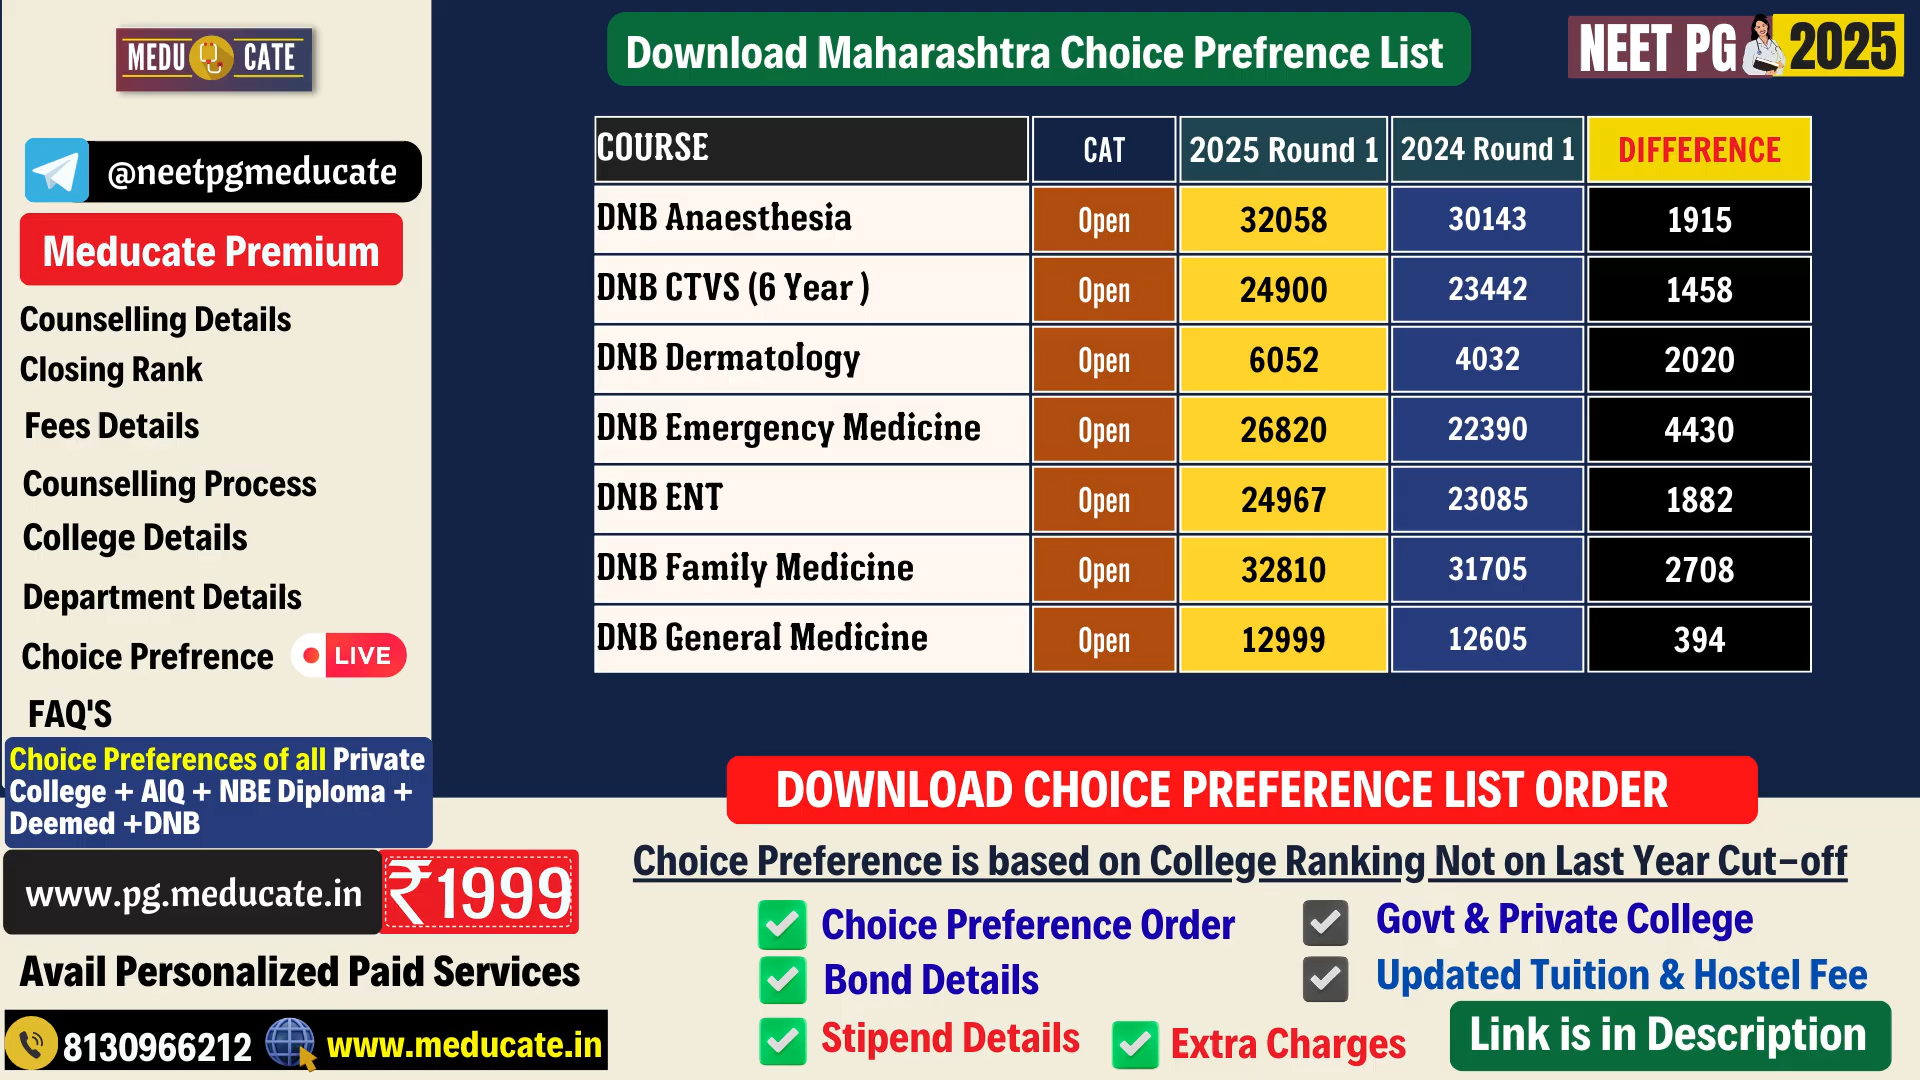 MEDU CATE
@neetpgmeducate
Meducate Premium
Counselling Details
Closing Rank
Fees Details
Counselling Process
College Details
Department Details
Choice Prefrence LIVE
FAQ'S
Choice Preferences of all Private
College + AIQ + NBE Diploma +
Deemed +DNB
www.pg.meducate.in ₹1999
Avail Personalized Paid Services
8130966212 www.meducate.in
Download Maharashtra Choice Prefrence List
NEET PG 2025
COURSE CAT 2025 Round 1 2024 Round 1 DIFFERENCE
DNB Anaesthesia Open 32058 30143 1915
DNB CTVS (6 Year ) Open 24900 23442 1458
DNB Dermatology Open 6052 4032 2020
DNB Emergency Medicine Open 26820 22390 4430
DNB ENT Open 24967 23085 1882
DNB Family Medicine Open 32810 31705 2708
DNB General Medicine Open 12999 12605 394
DOWNLOAD CHOICE PREFERENCE LIST ORDER
Choice Preference is based on College Ranking Not on Last Year Cut-off
Choice Preference Order Govt & Private College
Bond Details Updated Tuition & Hostel Fee
Stipend Details Extra Charges
Link is in Description